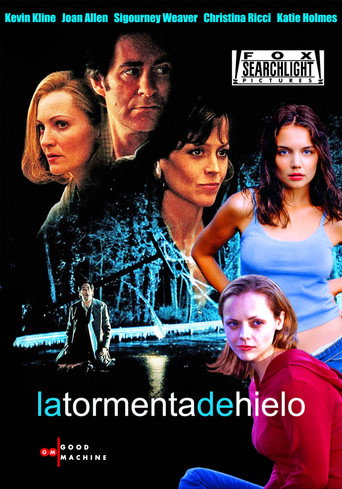 Kevin Kline Joan Allen Sigourney Weaver Christina Ricci Katie Holmes
FOX
SEARCHLIGHT
PICTURES
latormentadehielo
GM
GOOD
MACHINE